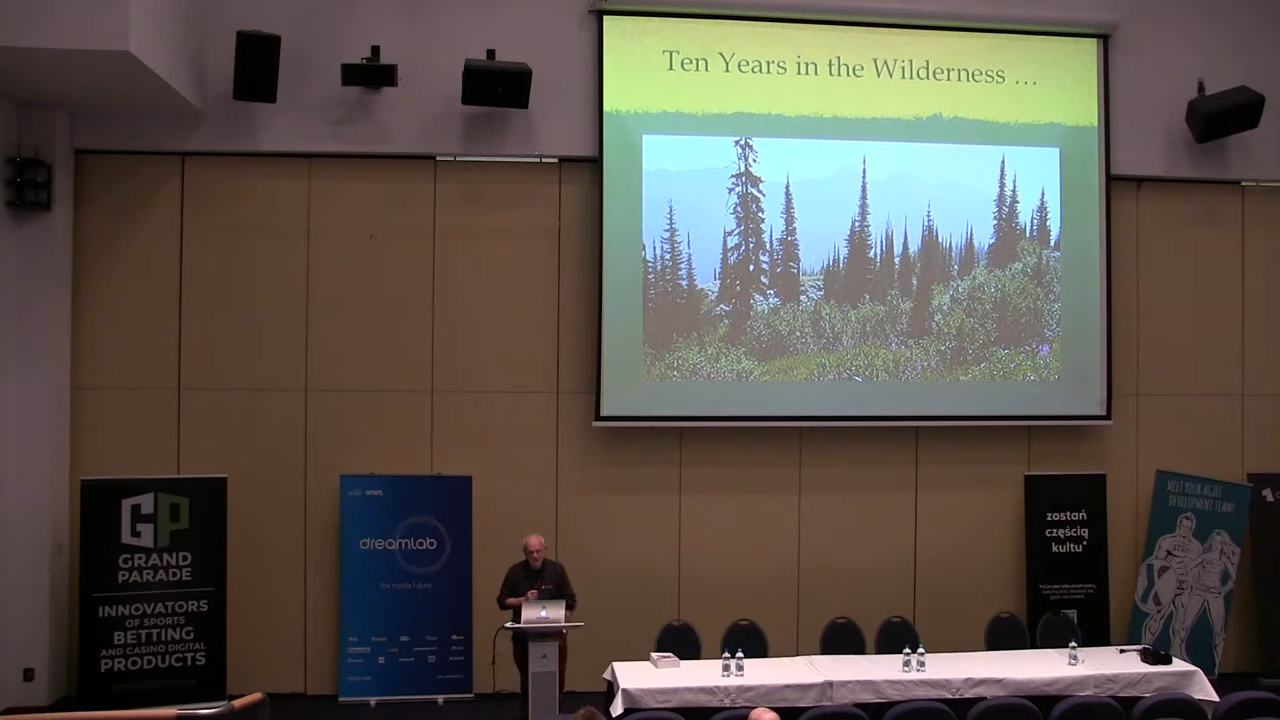 Ten Years in the Wilderness ...
GP
GRAND
PARADE
INNOVATORS
OF SPORTS
BETTING
AND CASINO DIGITAL
PRODUCTS
onet
dreamlab
The media future
zostań
częścią
kultu*
MEET YOUR AGILE
DEVELOPMENT TEAM!